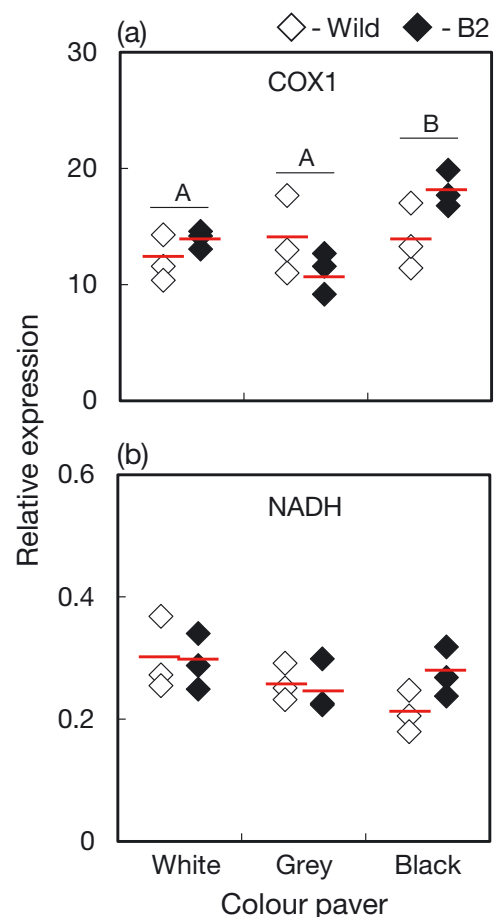 (a)
- Wild
- B2
30
COX1
B
20
A
A
10
0
Relative expression
(b)
0.6
NADH
0.4
0.2
0
White
Grey
Black
Colour paver